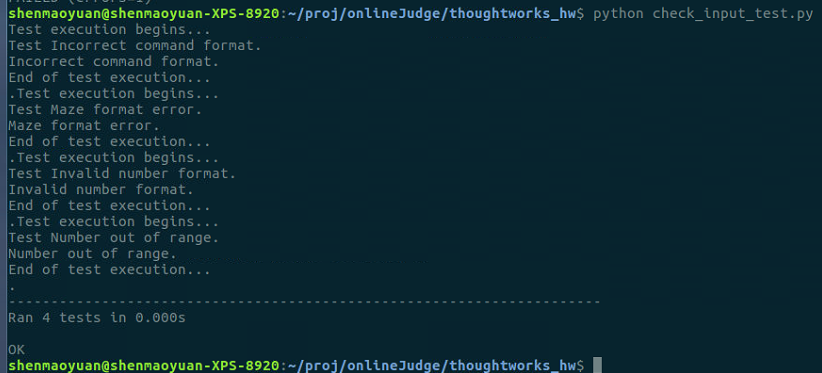 FAILED (errors=1)
shenmaoyuan@shenmaoyuan-XPS-8920:~/proj/onlineJudge/thoughtworks_hw$ python check_input_test.py
Test execution begins...
Test Incorrect command format.
Incorrect command format.
End of test execution...
.Test execution begins...
Test Maze format error.
Maze format error.
End of test execution...
.Test execution begins...
Test Invalid number format.
Invalid number format.
End of test execution...
.Test execution begins...
Test Number out of range.
Number out of range.
End of test execution...
.
----------------------------------------------------------------------
Ran 4 tests in 0.000s
OK
shenmaoyuan@shenmaoyuan-XPS-8920:~/proj/onlineJudge/thoughtworks_hw$